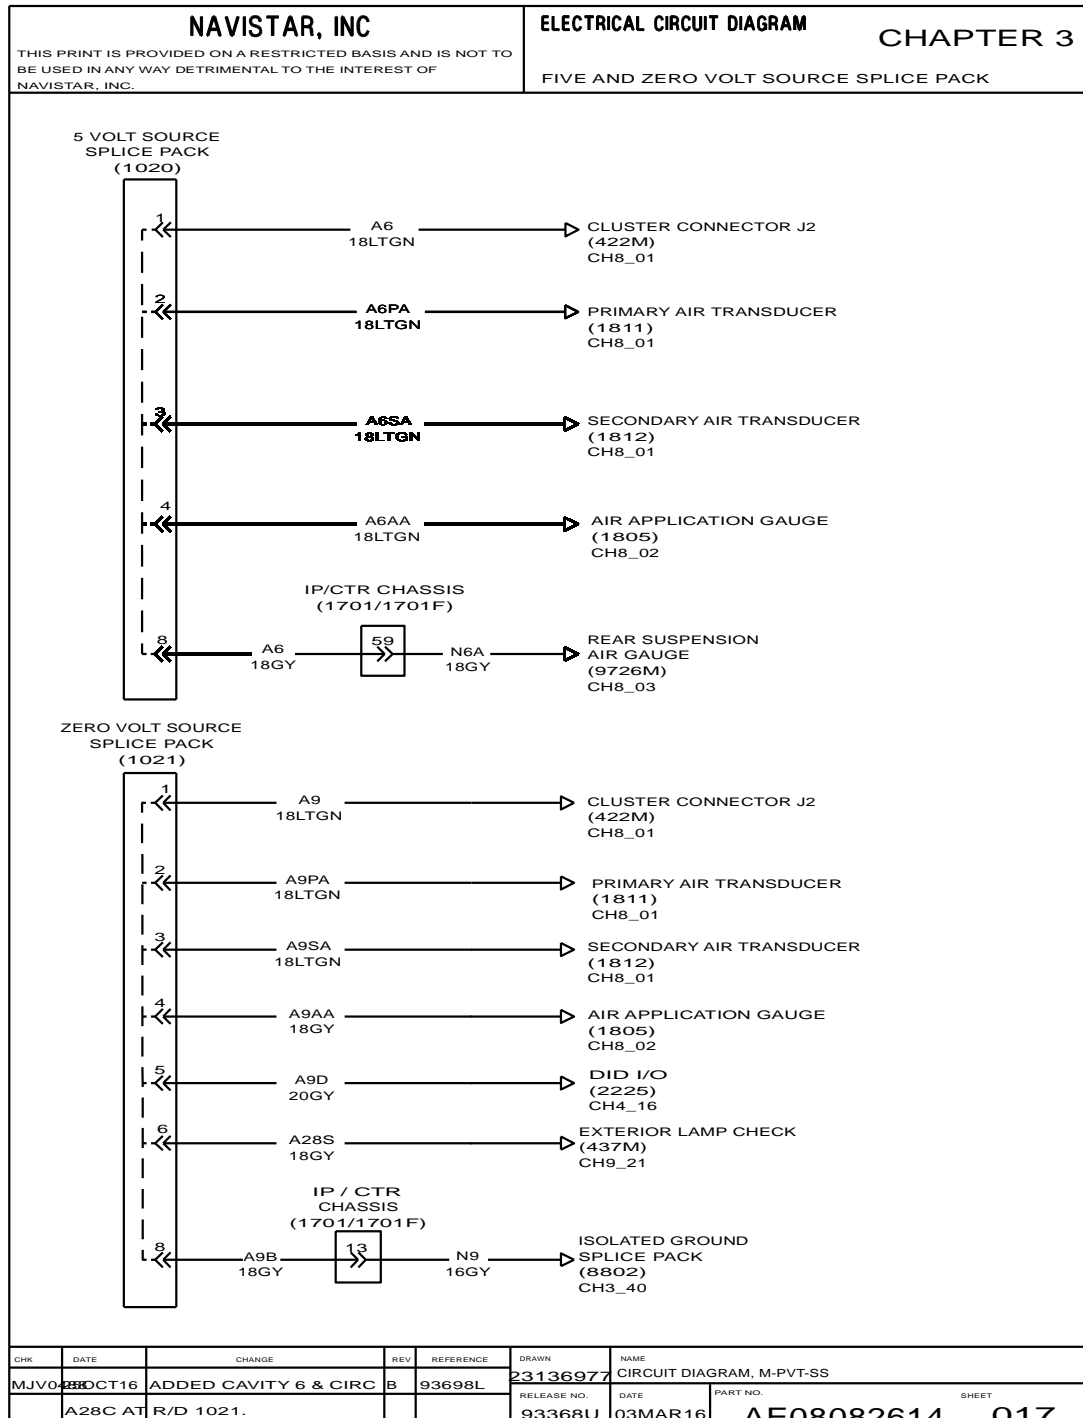 NAVISTAR, INC
THIS PRINT IS PROVIDED ON A RESTRICTED BASIS AND IS NOT TO
BE USED IN ANY WAY DETRIMENTAL TO THE INTEREST OF
NAVISTAR, INC.
ELECTRICAL CIRCUIT DIAGRAM
CHAPTER 3
FIVE AND ZERO VOLT SOURCE SPLICE PACK
5 VOLT SOURCE
SPLICE PACK
(1020)
1
A6
18LTGN
CLUSTER CONNECTOR J2
(422M)
CH8_01
2
A6PA
18LTGN
PRIMARY AIR TRANSDUCER
(1811)
CH8_01
3
A6SA
18LTGN
SECONDARY AIR TRANSDUCER
(1812)
CH8_01
4
A6AA
18LTGN
AIR APPLICATION GAUGE
(1805)
CH8_02
IP/CTR CHASSIS
(1701/1701F)
8
A6
18GY
59
N6A
18GY
REAR SUSPENSION
AIR GAUGE
(9726M)
CH8_03
ZERO VOLT SOURCE
SPLICE PACK
(1021)
1
A9
18LTGN
CLUSTER CONNECTOR J2
(422M)
CH8_01
2
A9PA
18LTGN
PRIMARY AIR TRANSDUCER
(1811)
CH8_01
3
A9SA
18LTGN
SECONDARY AIR TRANSDUCER
(1812)
CH8_01
4
A9AA
18GY
AIR APPLICATION GAUGE
(1805)
CH8_02
5
A9D
20GY
DID I/O
(2225)
CH4_16
6
A28S
18GY
EXTERIOR LAMP CHECK
(437M)
CH9_21
IP / CTR
CHASSIS
(1701/1701F)
8
A9B
18GY
13
N9
16GY
ISOLATED GROUND
SPLICE PACK
(8802)
CH3_40
CHK DATE CHANGE REV REFERENCE
ADDED CAVITY 6 & CIRC B 93698L
A28C AT R/D 1021.
DRAWN
23136977
NAME
CIRCUIT DIAGRAM, M-PVT-SS
RELEASE NO.
93368U
DATE
03MAR16
PART NO.
AE08082614
SHEET
017